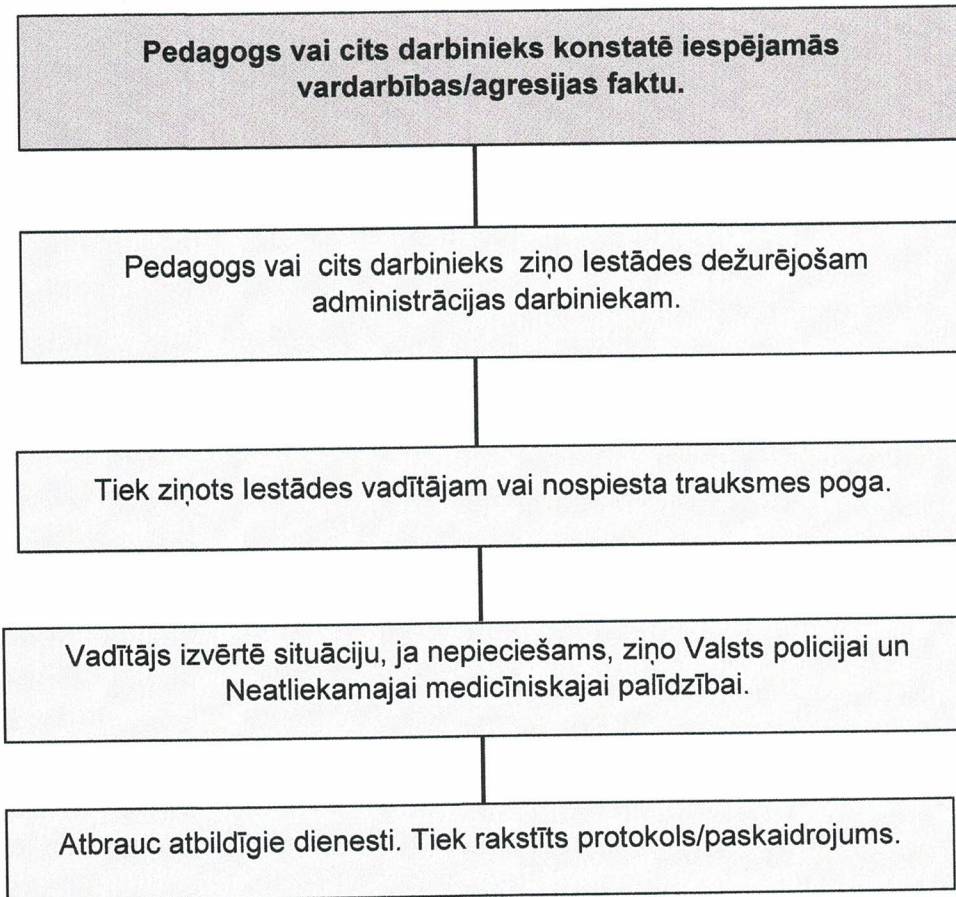 Pedagogs vai cits darbinieks konstatē iespējamās
vardarbības/agresijas faktu.
Pedagogs vai cits darbinieks ziņo Iestādes dežurējošam
administrācijas darbiniekam.
Tiek ziņots Iestādes vadītājam vai nospiesta trauksmes poga.
Vadītājs izvērtē situāciju, ja nepieciešams, ziņo Valsts policijai un
Neatliekamajai medicīniskajai palīdzībai.
Atbrauc atbildīgie dienesti. Tiek rakstīts protokols/paskaidrojums.